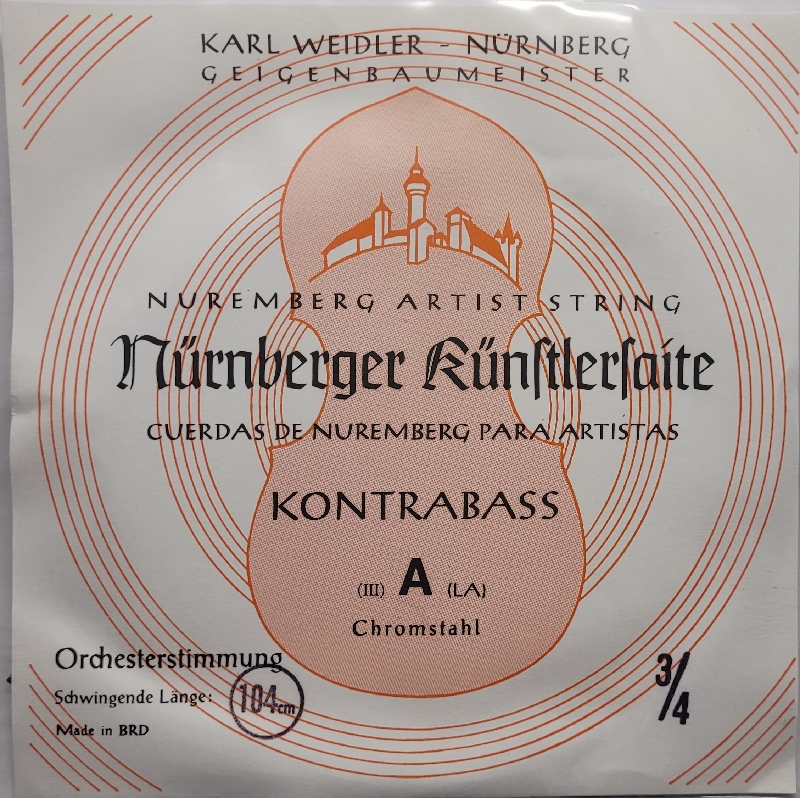 KARL WEIDLER - NÜRNBERG
GEIGENBAUMEISTER
NUREMBERG ARTIST STRING
Nürnberger Künſtlerſaite
CUERDAS DE NUREMBERG PARA ARTISTAS
KONTRABASS
(III) A (LA)
Chromstahl
Orchesterstimmung
Schwingende Länge: 104cm
3/4
Made in BRD